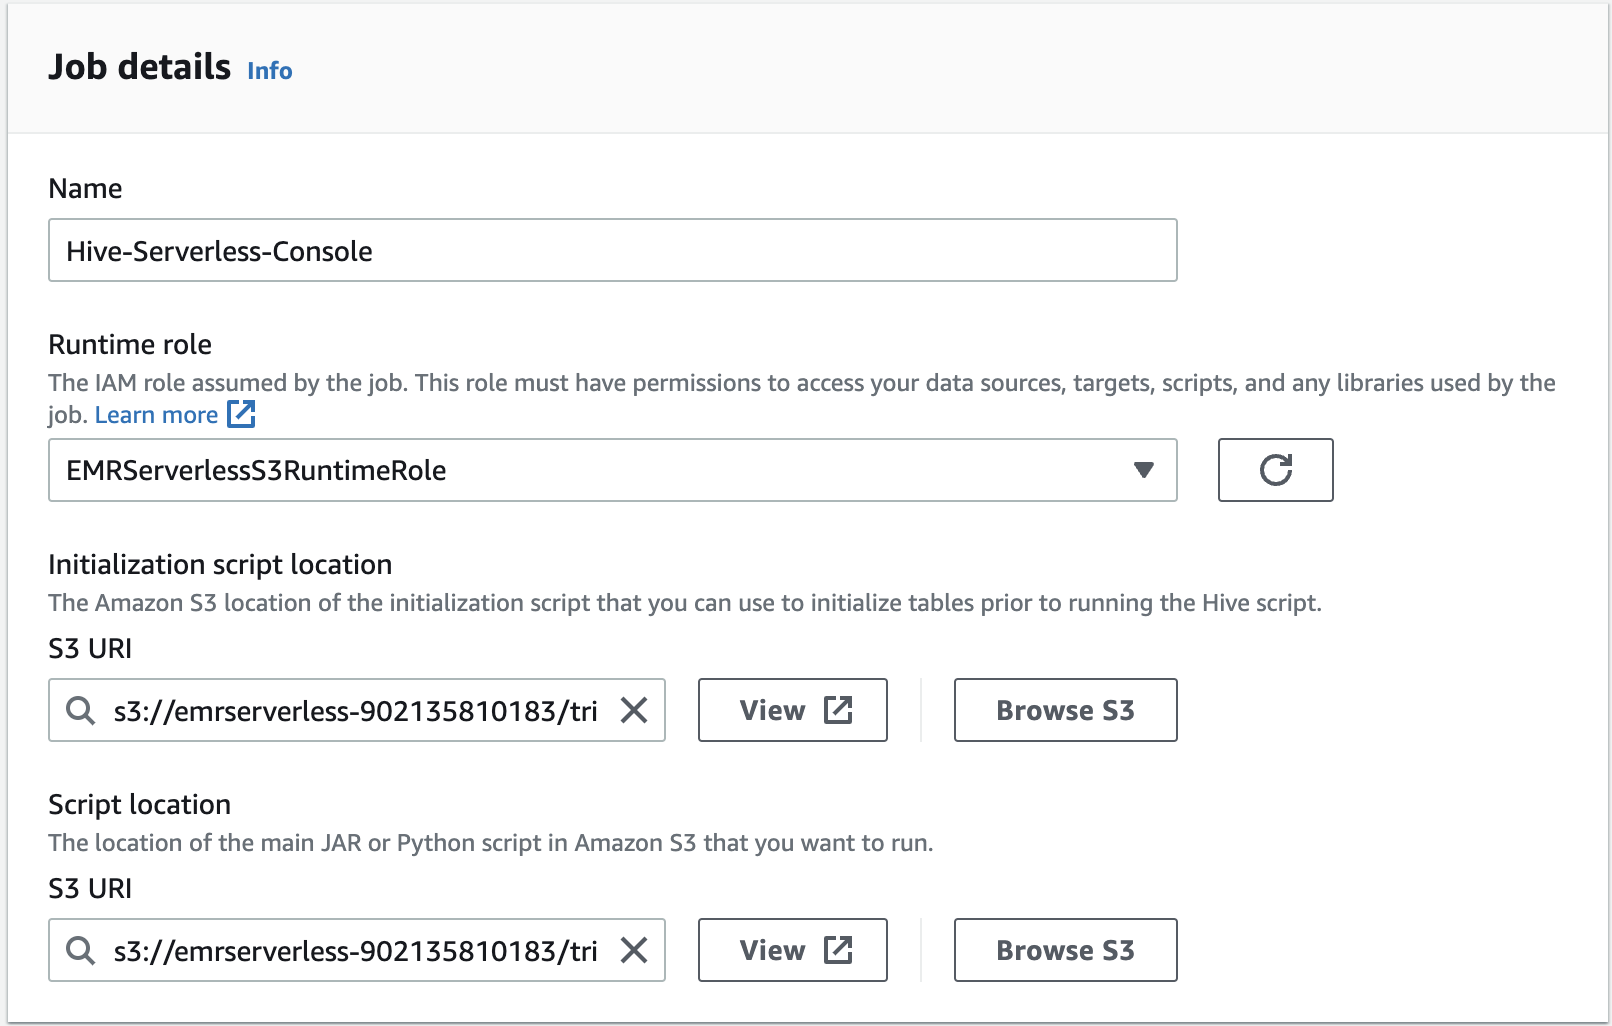 Job details Info
Name
Hive-Serverless-Console
Runtime role
The IAM role assumed by the job. This role must have permissions to access your data sources, targets, scripts, and any libraries used by the
job. Learn more
EMRServerlessS3RuntimeRole
Initialization script location
The Amazon S3 location of the initialization script that you can use to initialize tables prior to running the Hive script.
S3 URI
s3://emrserverless-902135810183/tri View Browse S3
Script location
The location of the main JAR or Python script in Amazon S3 that you want to run.
S3 URI
s3://emrserverless-902135810183/tri View Browse S3